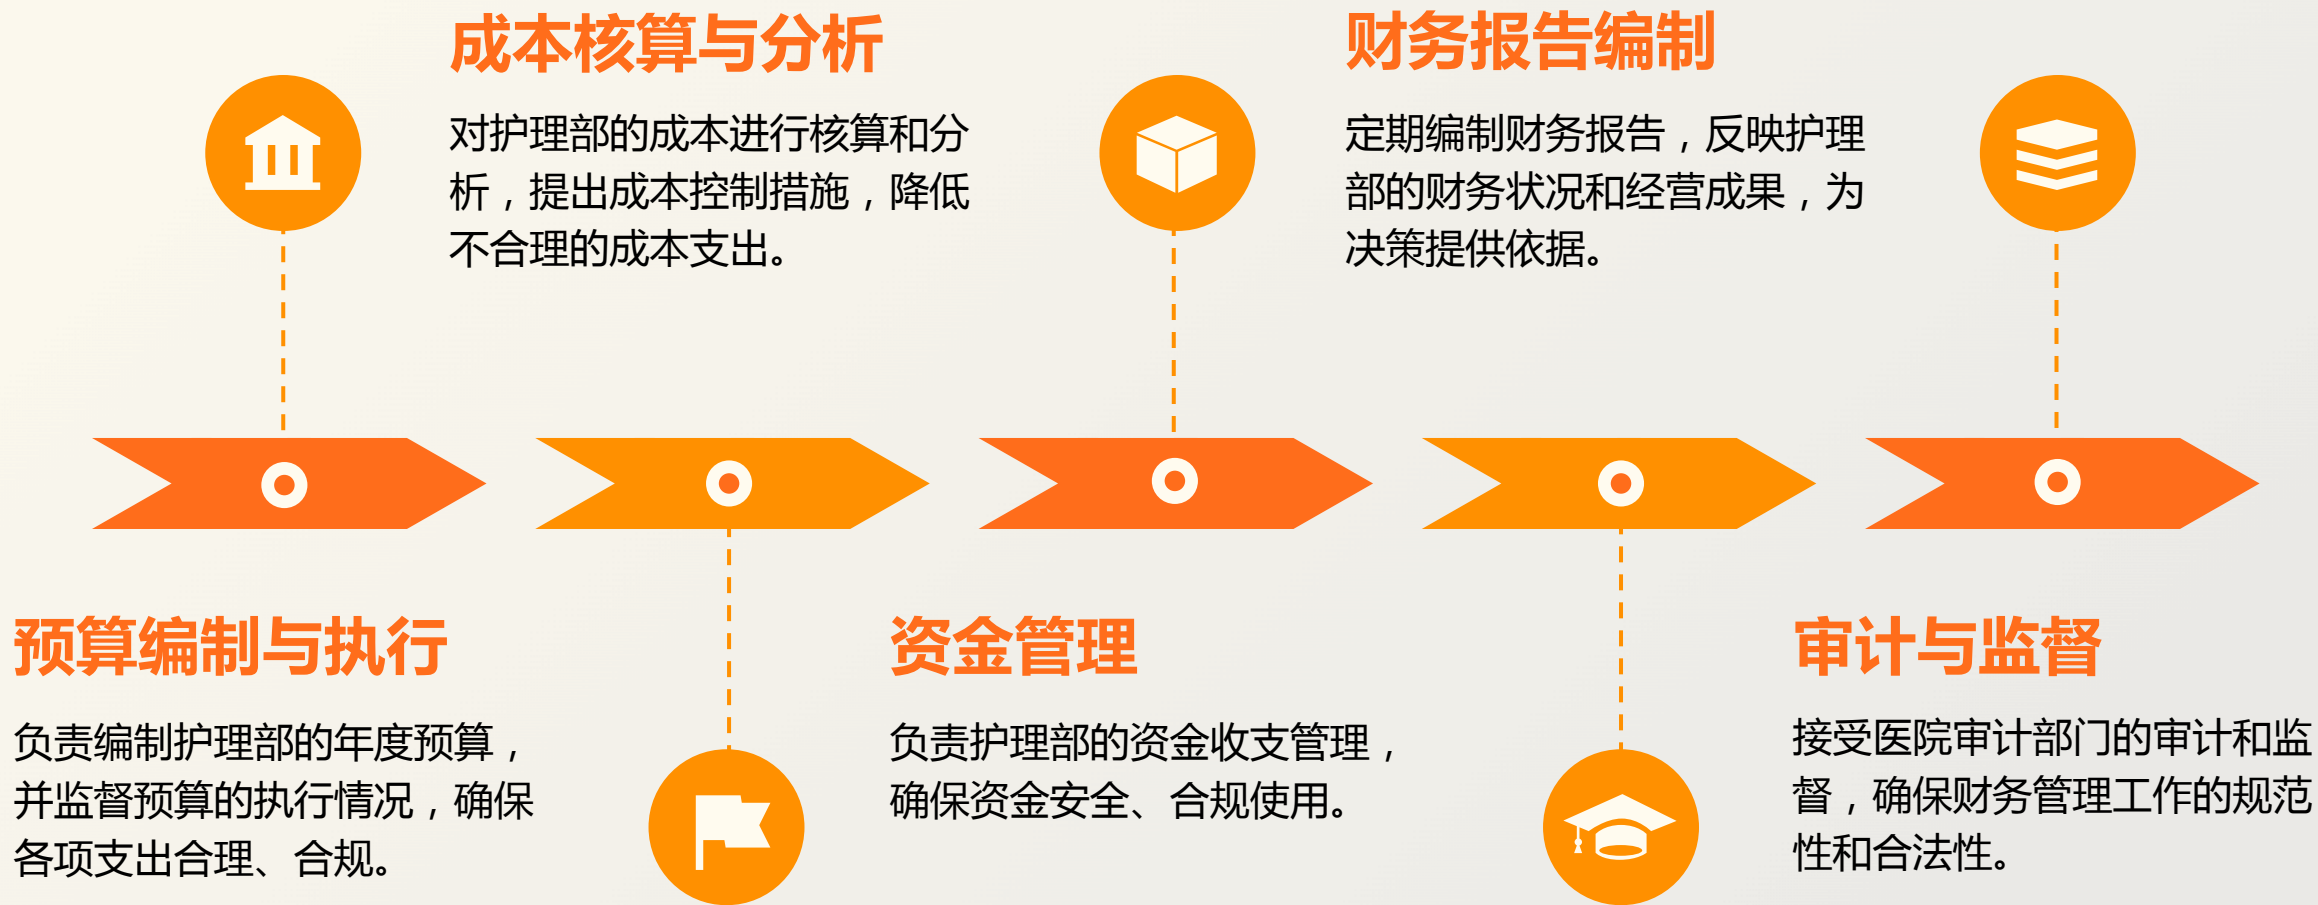 成本核算与分析
对护理部的成本进行核算和分
析，提出成本控制措施，降低
不合理的成本支出。
财务报告编制
定期编制财务报告，反映护理
部的财务状况和经营成果，为
决策提供依据。
预算编制与执行
负责编制护理部的年度预算，
并监督预算的执行情况，确保
各项支出合理、合规。
资金管理
负责护理部的资金收支管理，
确保资金安全、合规使用。
审计与监督
接受医院审计部门的审计和监
督，确保财务管理工作的规范
性和合法性。